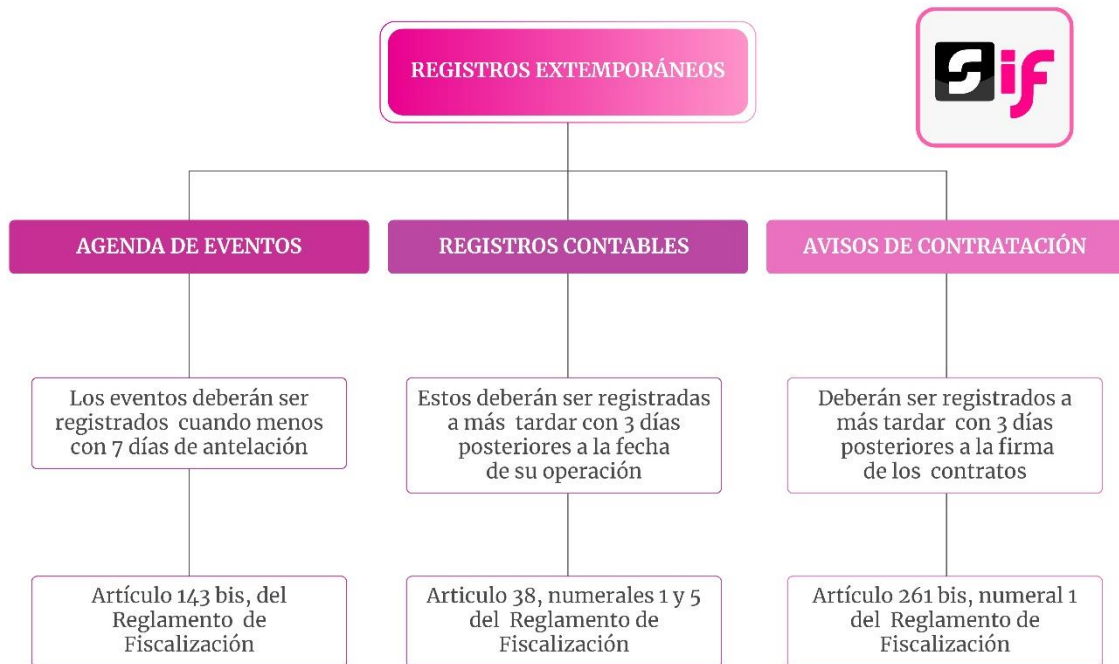 REGISTROS EXTEMPORÁNEOS
Sif
AGENDA DE EVENTOS
Los eventos deberán ser
registrados cuando menos
con 7 días de antelación
Artículo 143 bis, del
Reglamento de
Fiscalización
REGISTROS CONTABLES
Estos deberán ser registradas
a más tardar con 3 días
posteriores a la fecha
de su operación
Articulo 38, numerales 1 y 5
del Reglamento de
Fiscalización
AVISOS DE CONTRATACIÓN
Deberán ser registrados a
más tardar con 3 días
posteriores a la firma
de los contratos
Artículo 261 bis, numeral 1
del Reglamento de
Fiscalización